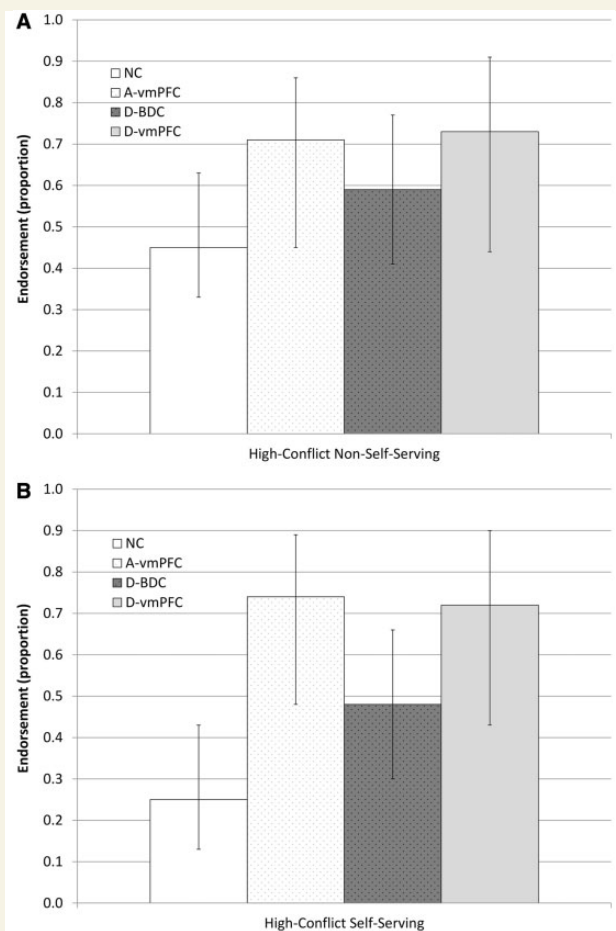 A
1.0
0.9
0.8
0.7
0.6
0.5
0.4
0.3
0.2
0.1
0.0
Endorsement (proportion)
NC
A-vmPFC
D-BDC
D-vmPFC
High-Conflict Non-Self-Serving
B
1.0
0.9
0.8
0.7
0.6
0.5
0.4
0.3
0.2
0.1
0.0
Endorsement (proportion)
NC
A-vmPFC
D-BDC
D-vmPFC
High-Conflict Self-Serving